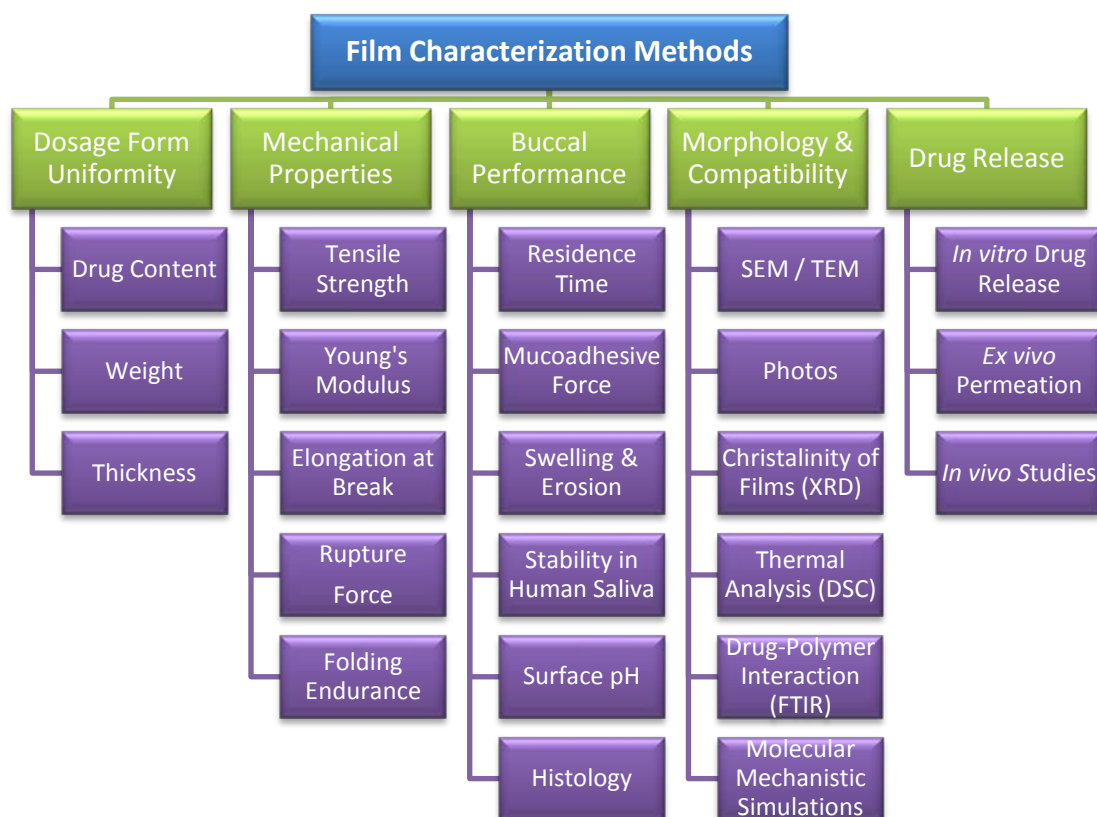 Film Characterization Methods
Dosage Form
Uniformity
Drug Content
Weight
Thickness
Mechanical
Properties
Tensile
Strength
Young's
Modulus
Elongation at
Break
Rupture
Force
Folding
Endurance
Buccal
Performance
Residence
Time
Mucoadhesive
Force
Swelling &
Erosion
Stability in
Human Saliva
Surface pH
Histology
Morphology &
Compatibility
SEM / TEM
Photos
Christalinity of
Films (XRD)
Thermal
Analysis (DSC)
Drug-Polymer
Interaction
(FTIR)
Molecular
Mechanistic
Simulations
Drug Release
In vitro Drug
Release
Ex vivo
Permeation
In vivo Studies